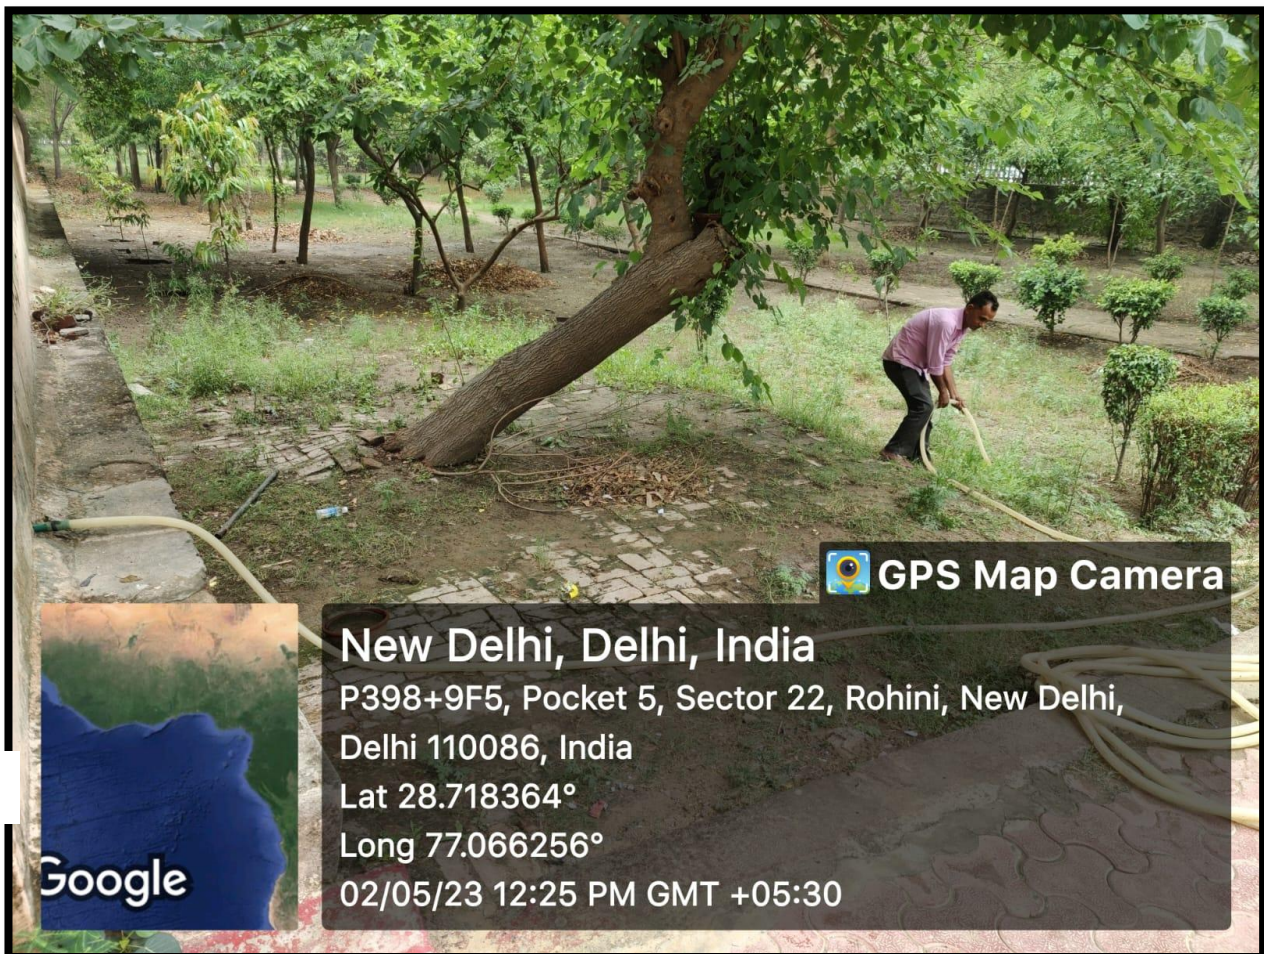 GPS Map Camera
New Delhi, Delhi, India
P398+9F5, Pocket 5, Sector 22, Rohini, New Delhi,
Delhi 110086, India
Lat 28.718364°
Long 77.066256°
02/05/23 12:25 PM GMT +05:30
Google